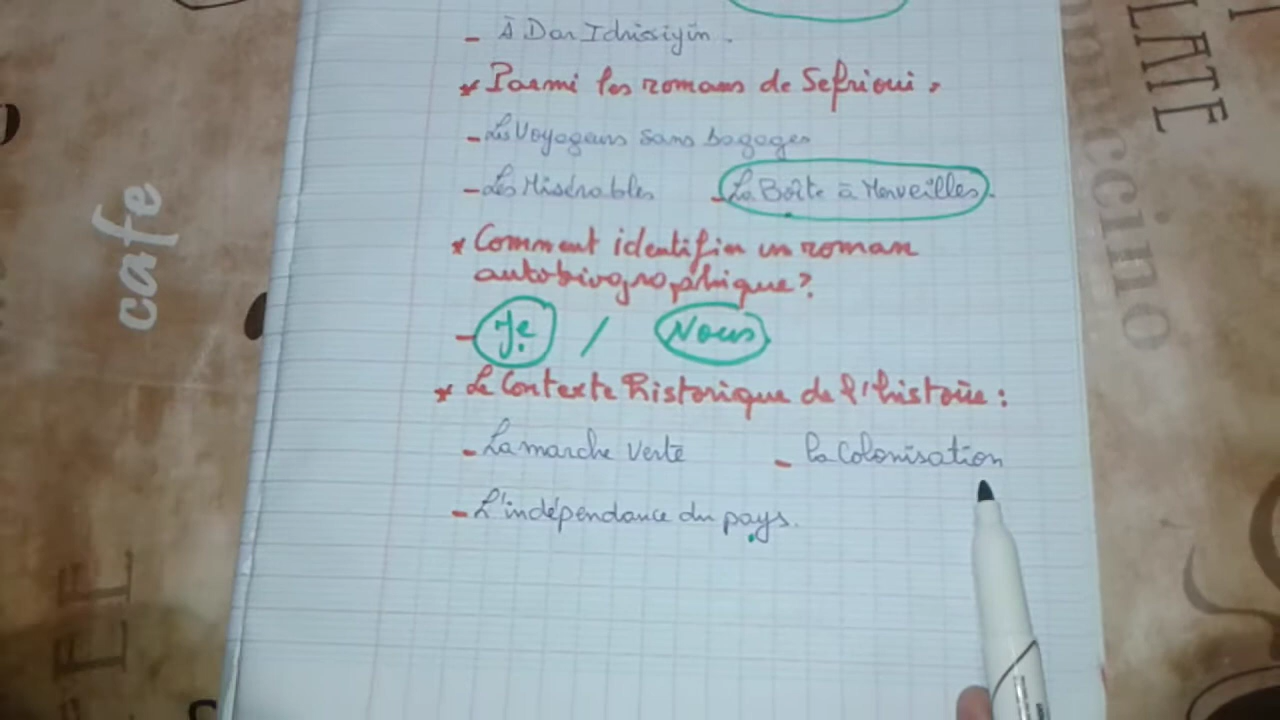 - À Dar Idrissiyin.
* Parmi les romans de Sefrioui :
- Les Voyageurs sans bagages
- Les Misérables - La Boîte à Merveilles.
* Comment identifier un roman
autobiographique ?
- Je / Nous
* Le Contexte historique de l'histoire :
- La marche verte - la Colonisation
- L'indépendance du pays.
cafe